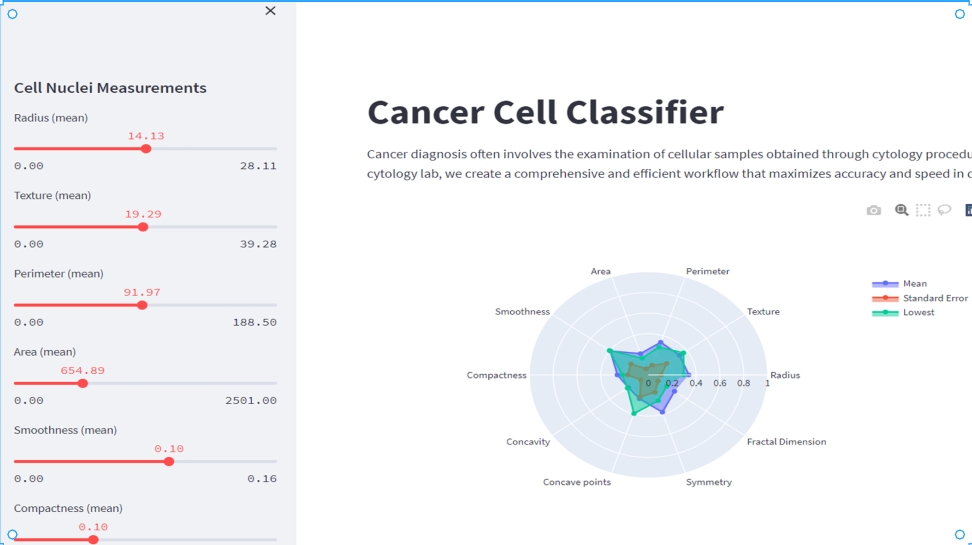 Cell Nuclei Measurements
Radius (mean)
14.13
0.00 28.11
Texture (mean)
19.29
0.00 39.28
Perimeter (mean)
91.97
0.00 188.50
Area (mean)
654.89
0.00 2501.00
Smoothness (mean)
0.10
0.00 0.16
Compactness (mean)
0.10
Cancer Cell Classifier
Cancer diagnosis often involves the examination of cellular samples obtained through cytology
cytology lab, we create a comprehensive and efficient workflow that maximizes accuracy and speed in
Area Perimeter
Smoothness Texture
Compactness Radius
0 0.2 0.4 0.6 0.8 1
Concavity Fractal Dimension
Concave points Symmetry
Mean
Standard Error
Lowest